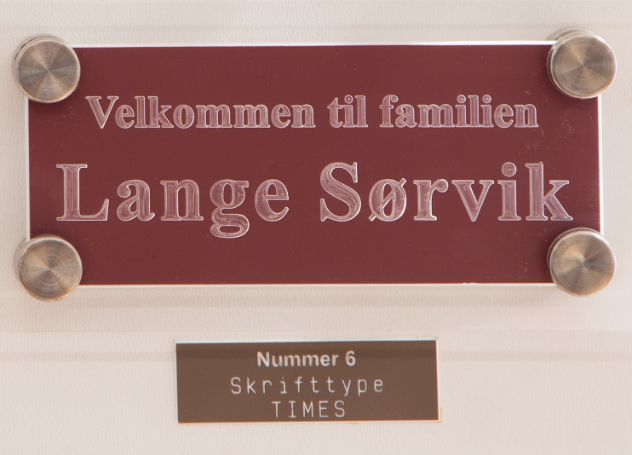 Velkommen til familien
Lange Sørvik
Nummer 6
Skrifttype
TIMES